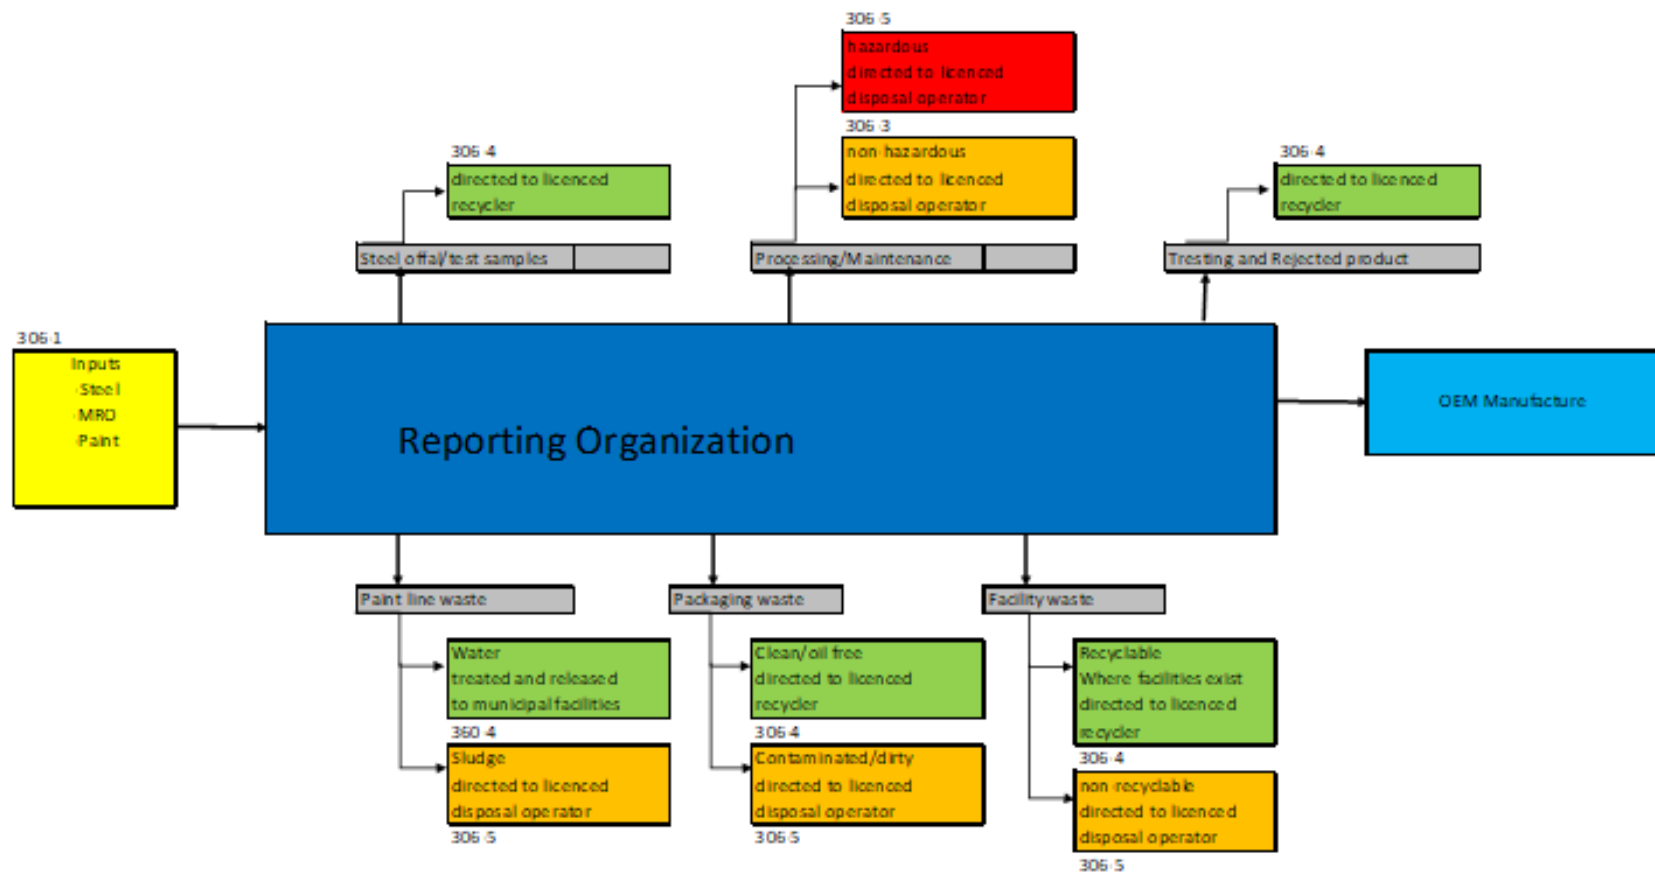 306-5
hazardous
directed to licenced
disposal operator
306-3
non-hazardous
directed to licenced
disposal operator
306-4
directed to licenced
recycler
306-4
directed to licenced
recycler
Steel offal/test samples
Processing/Maintenance
Tresting and Rejected product
306-1
Inputs
-Steel
-MRO
-Paint
Reporting Organization
OEM Manufacture
Paint line waste
Packaging waste
Facility waste
Water
treated and released
to municipal facilities
360-4
Sludge
directed to licenced
disposal operator
306-5
Clean/oil free
directed to licenced
recycler
306-4
Contaminated/dirty
directed to licenced
disposal operator
306-5
Recyclable
Where facilities exist
directed to licenced
recycler
306-4
non-recyclable
directed to licenced
disposal operator
306-5